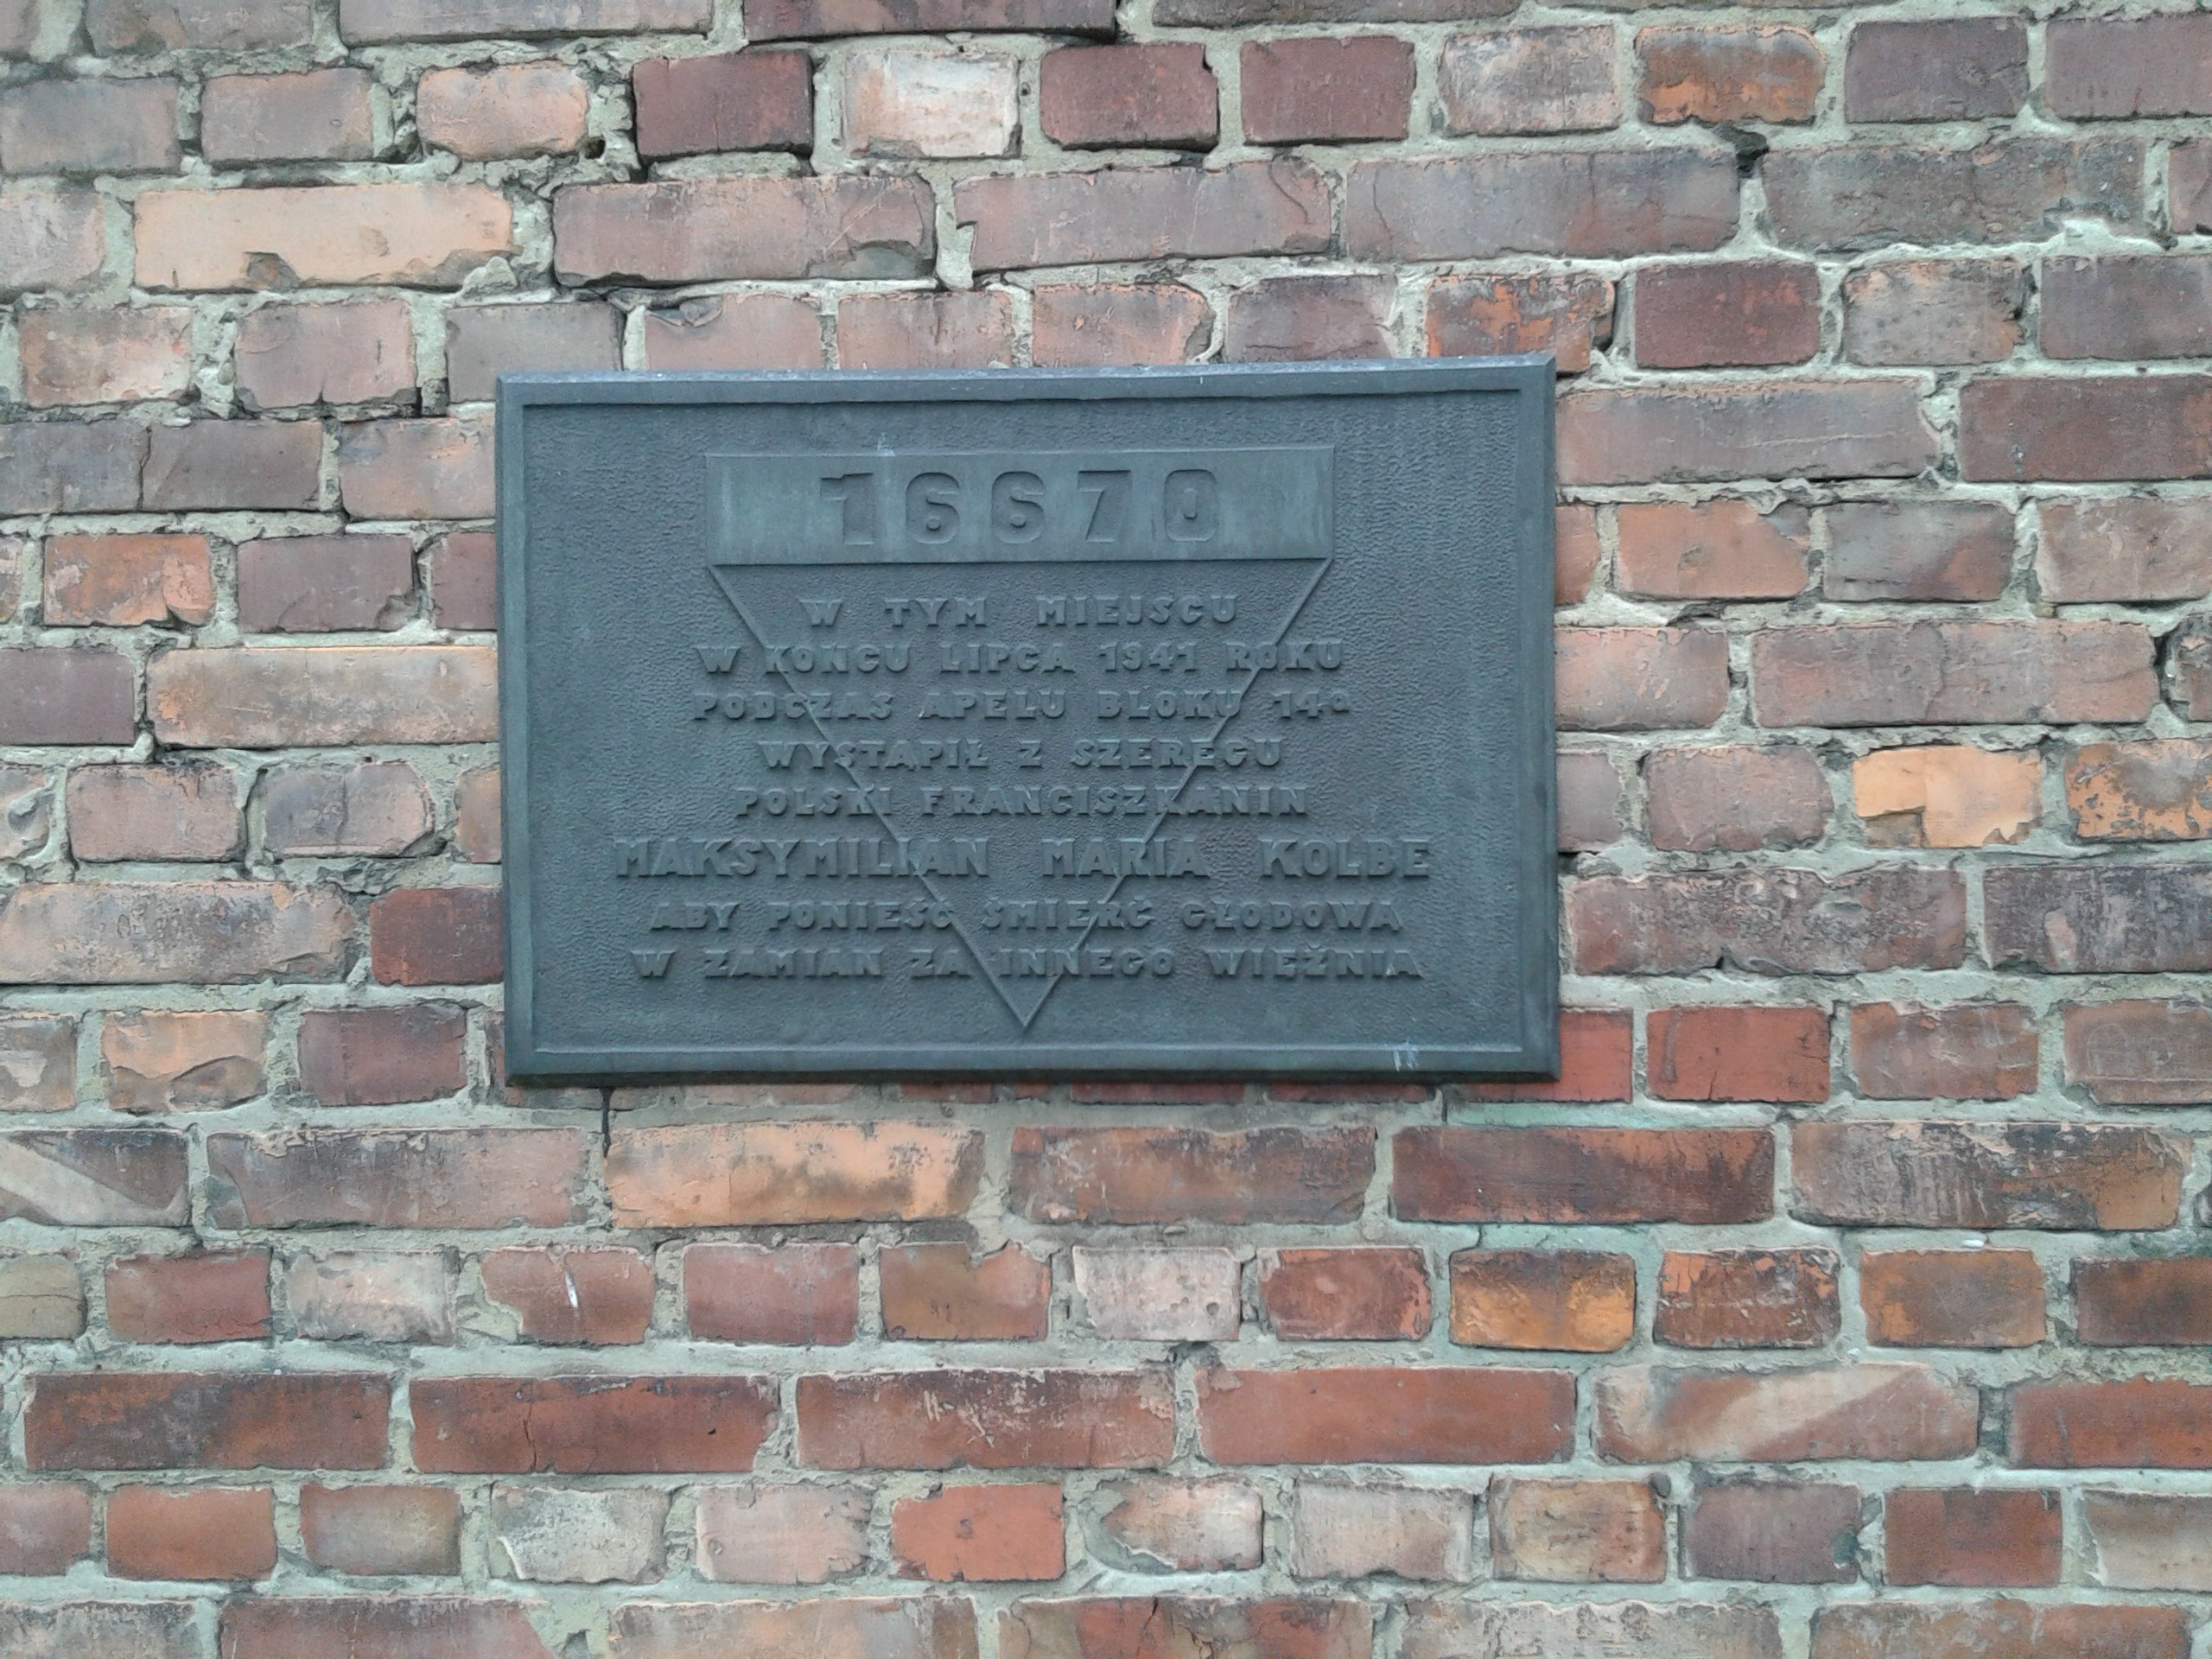 16670
W TYM MIEJSCU
W KOŃCU LIPCA 1941 ROKU
PODCZAS APELU BLOKU 14a
WYSTĄPIŁ Z SZEREGU
POLSKI FRANCISZKANIN
MAKSYMILIAN MARIA KOLBE
ABY PONIEŚĆ ŚMIERĆ GŁODOWĄ
W ZAMIAN ZA INNEGO WIĘŹNIA